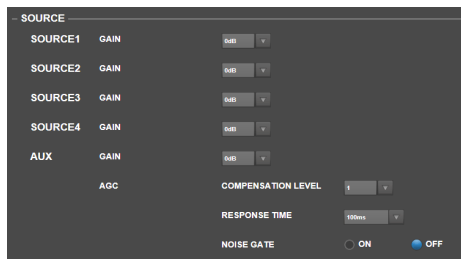 SOURCE
SOURCE1 GAIN 0dB
SOURCE2 GAIN 0dB
SOURCE3 GAIN 0dB
SOURCE4 GAIN 0dB
AUX GAIN 0dB
AGC COMPENSATION LEVEL 1
RESPONSE TIME 100ms
NOISE GATE ON OFF